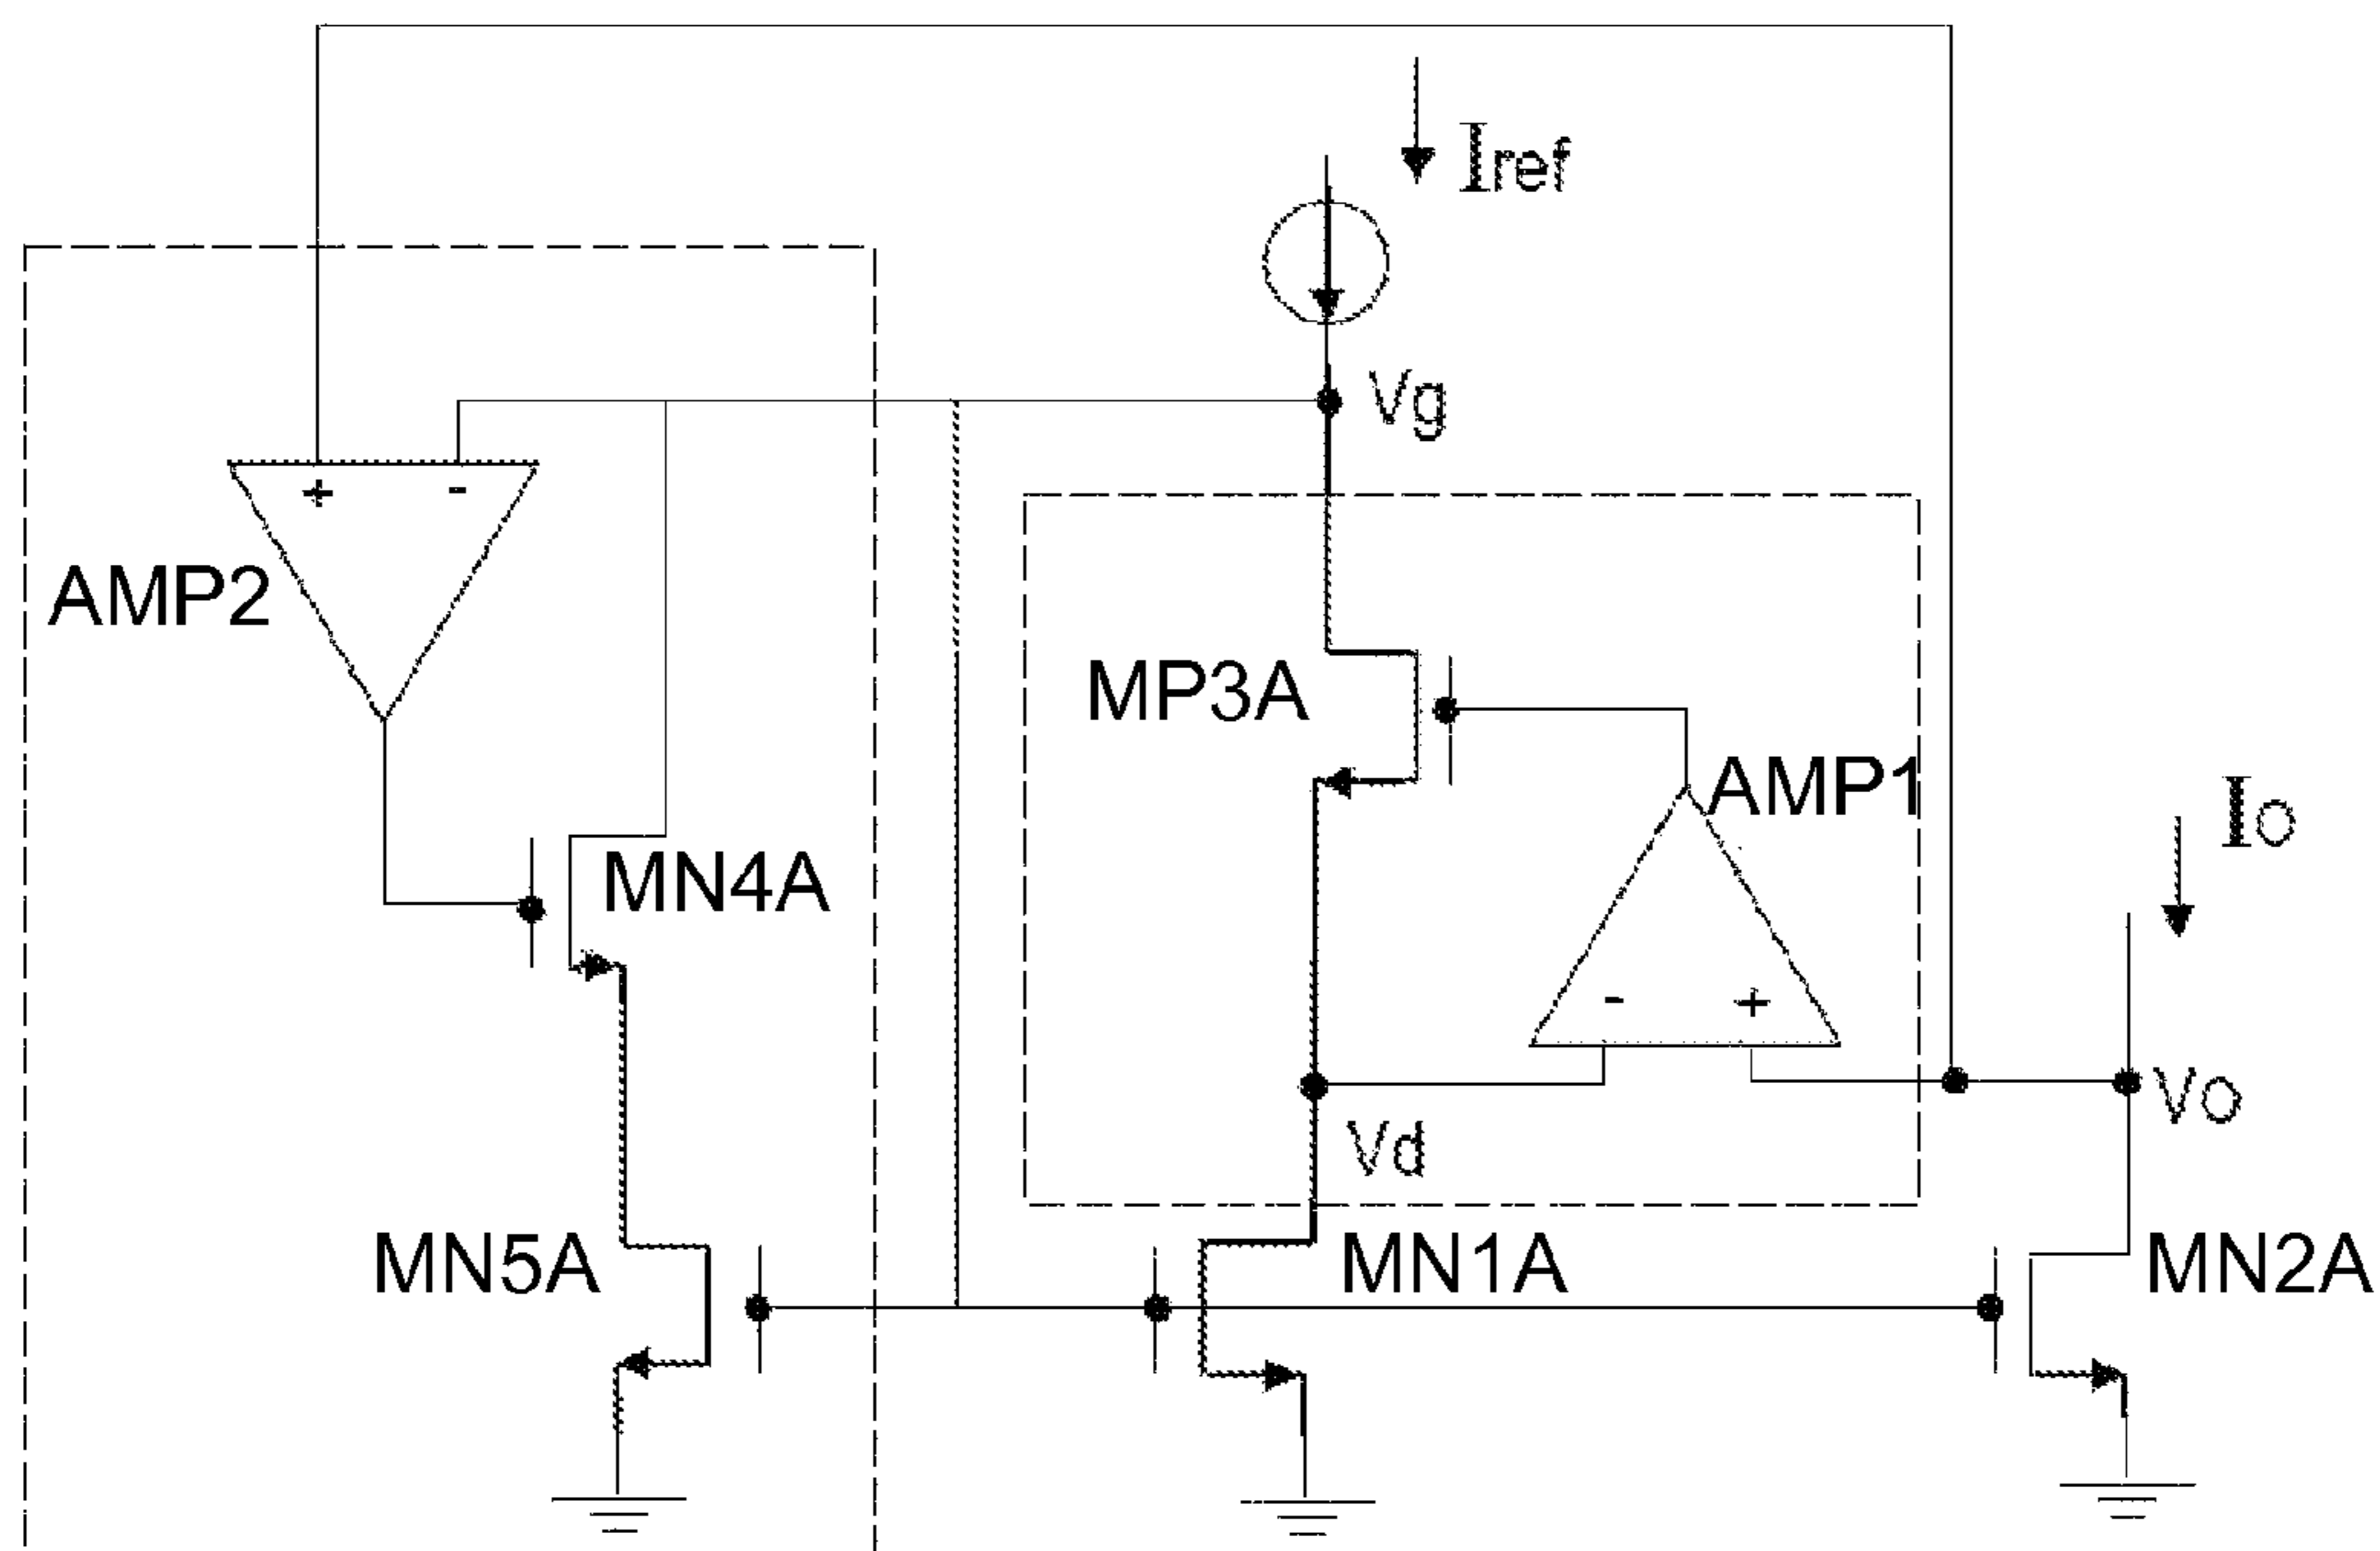 Iref
Vg
+ -
AMP2
MP3A
AMP1
Io
MN4A
- +
Vo
Vd
MN5A
MN1A
MN2A